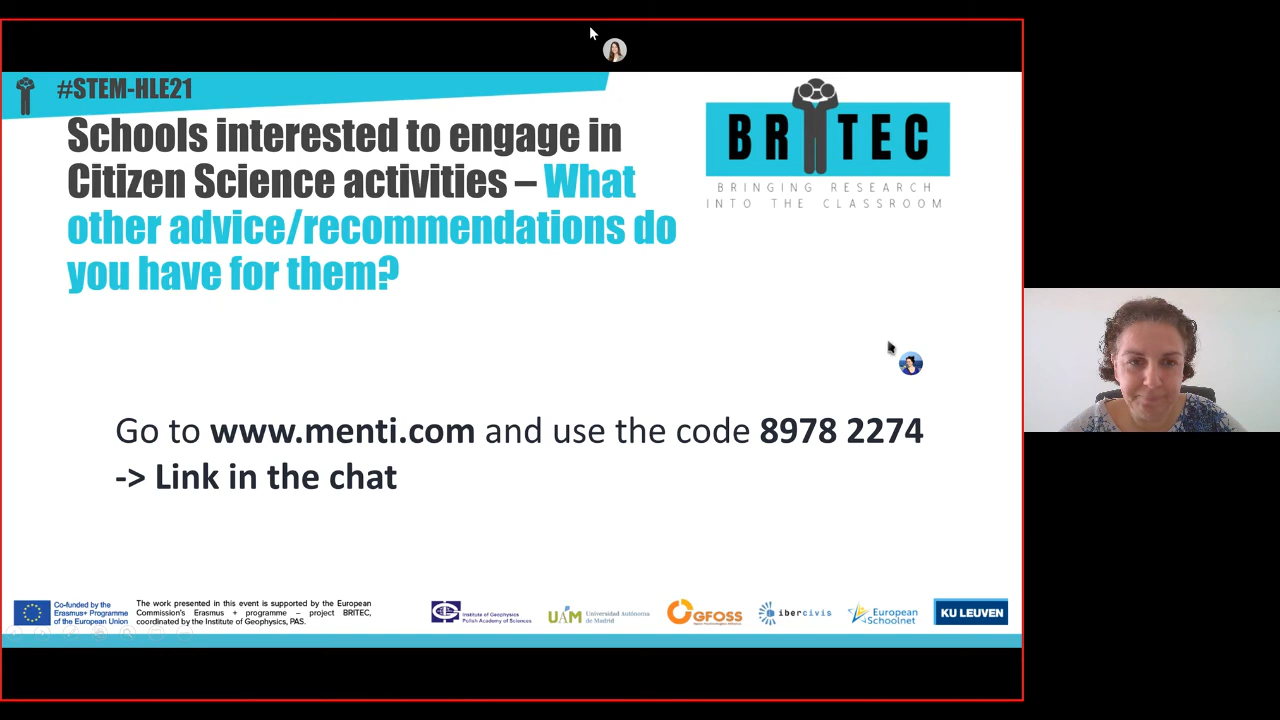 #STEM-HLE21
Schools interested to engage in
Citizen Science activities – What
other advice/recommendations do
you have for them?
BRITEC
BRINGING RESEARCH
INTO THE CLASSROOM
Go to www.menti.com and use the code 8978 2274
-> Link in the chat
Co-funded by the
Erasmus+ Programme
of the European Union
The work presented in this event is supported by the European
Commission's Erasmus + programme – project BRITEC,
coordinated by the Institute of Geophysics, PAS.
Institute of Geophysics
Polish Academy of Sciences
UAM Universidad Autónoma
de Madrid
GFOSS
ibercivis
European
Schoolnet
KU LEUVEN